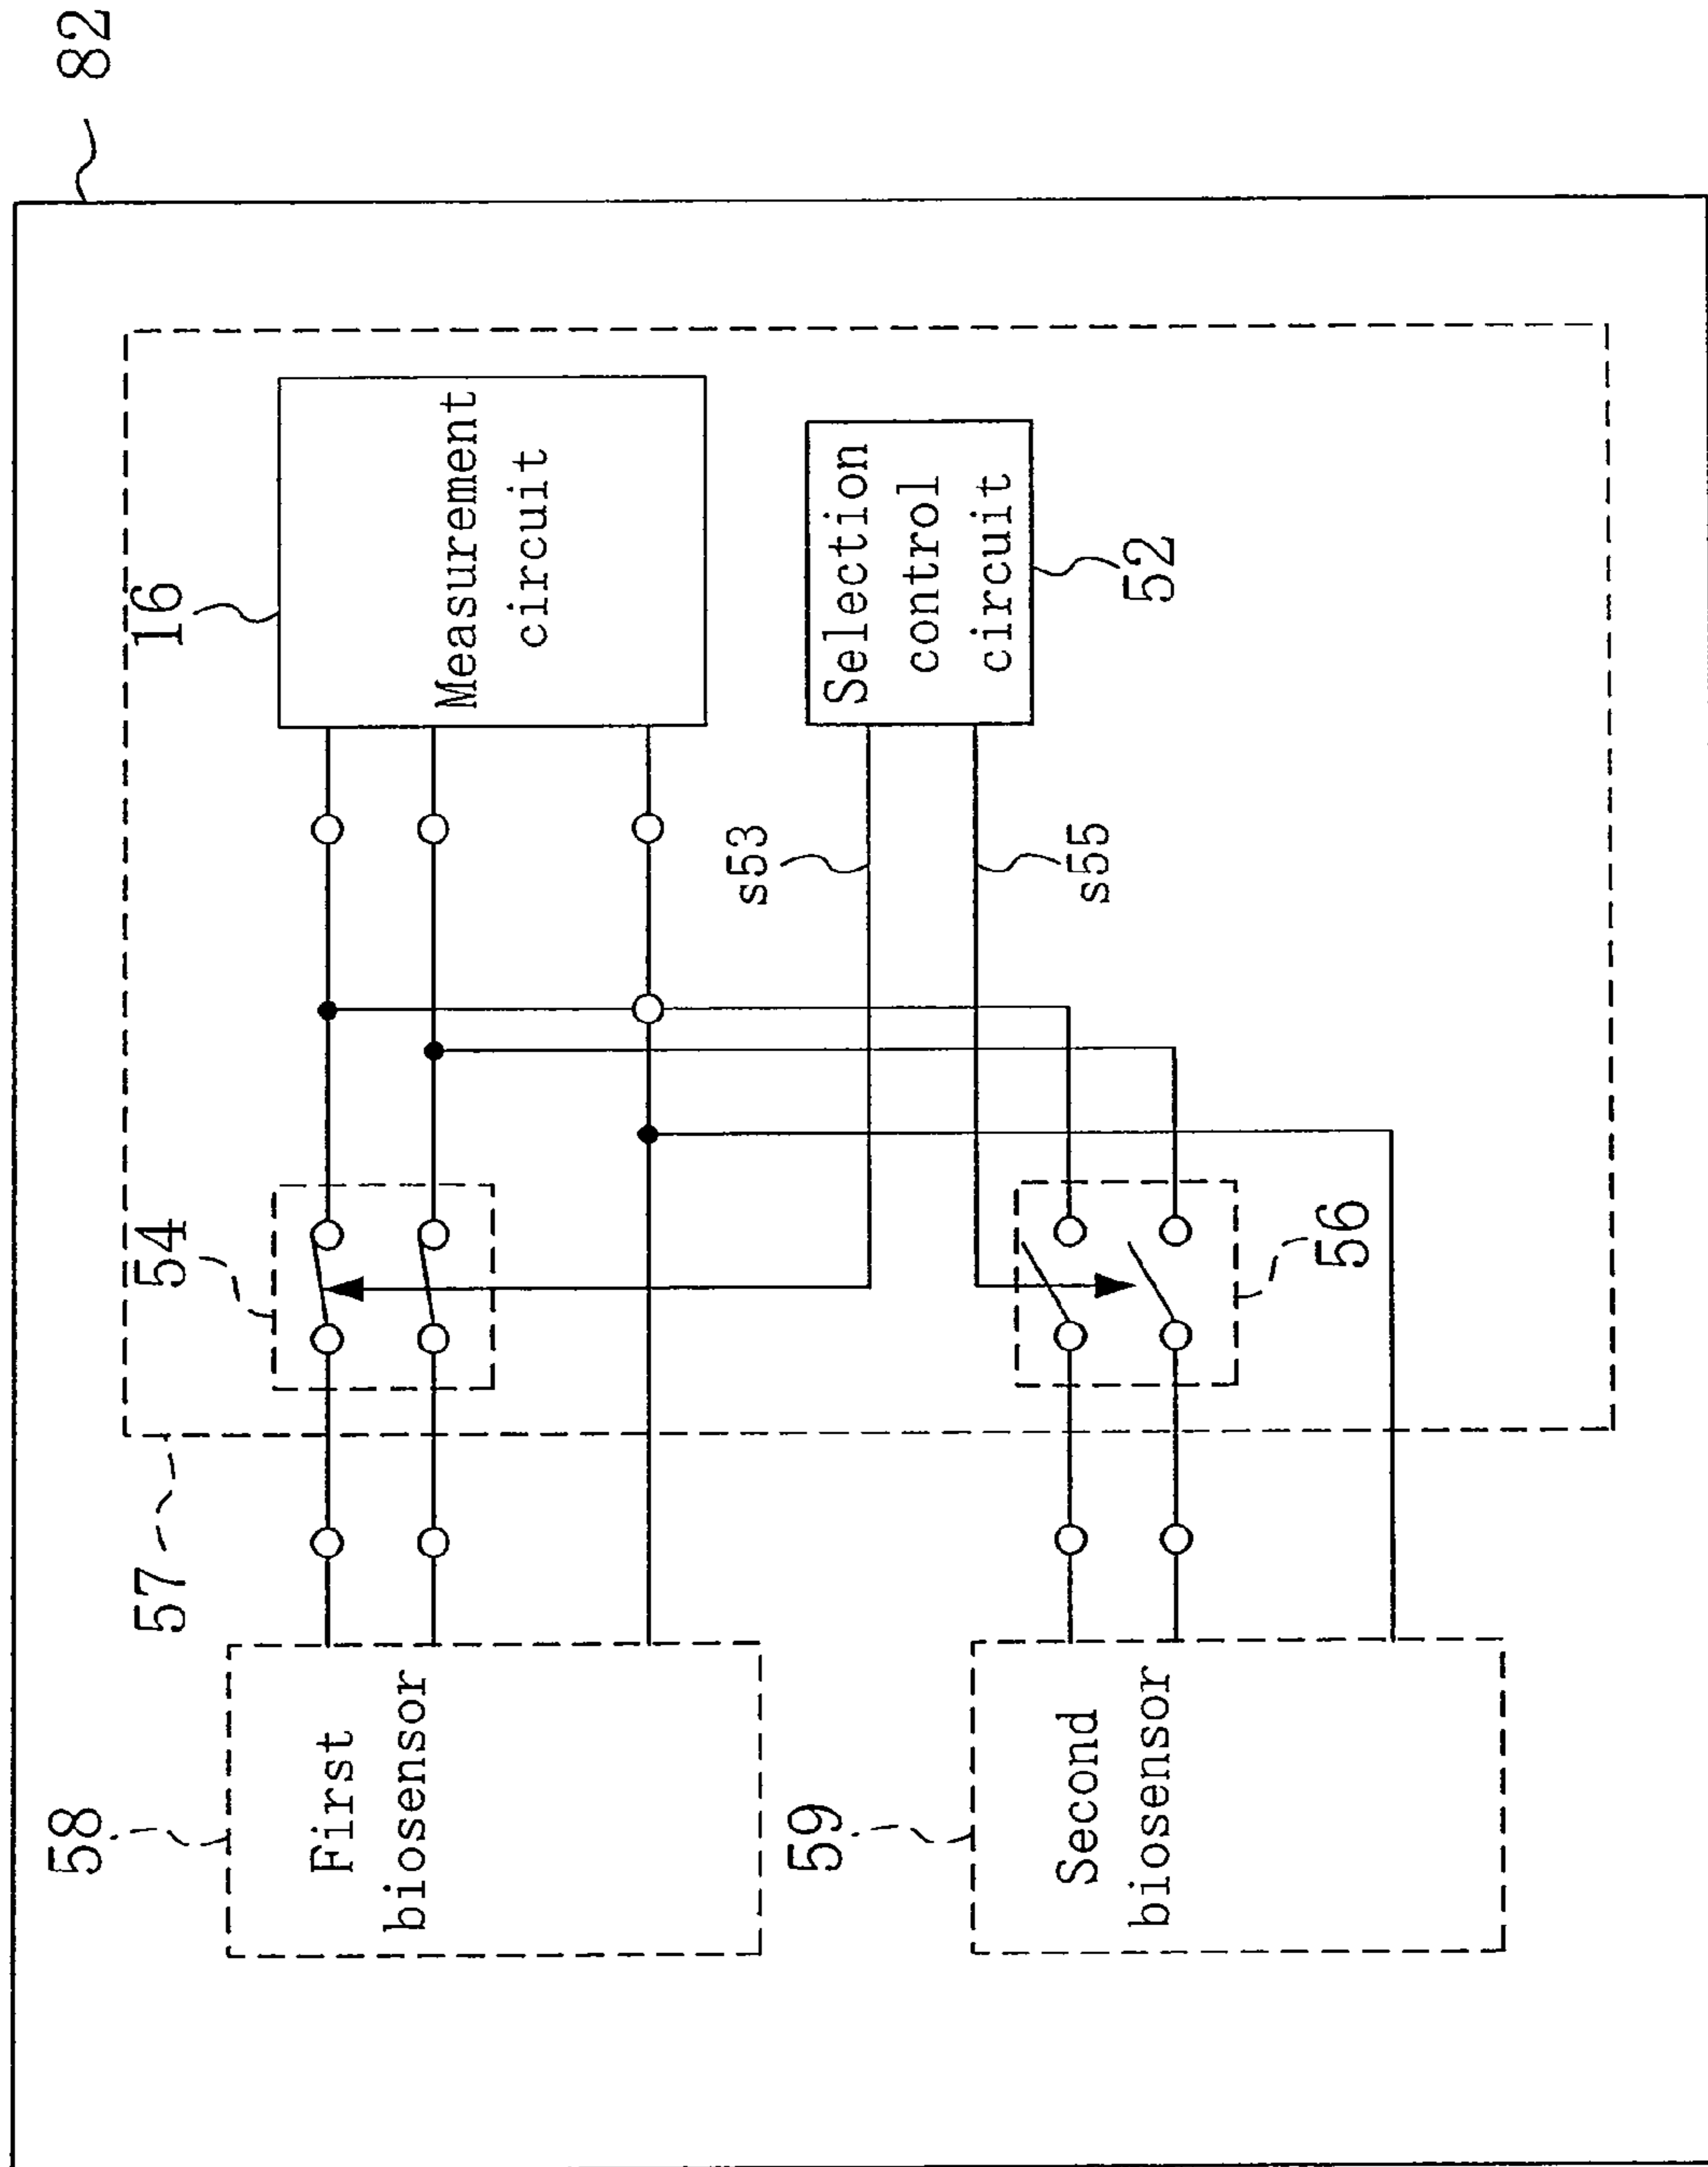 82
57
54
16
58
First
biosensor
Measurement
circuit
s53
Selection
control
circuit
52
s55
59
Second
biosensor
56